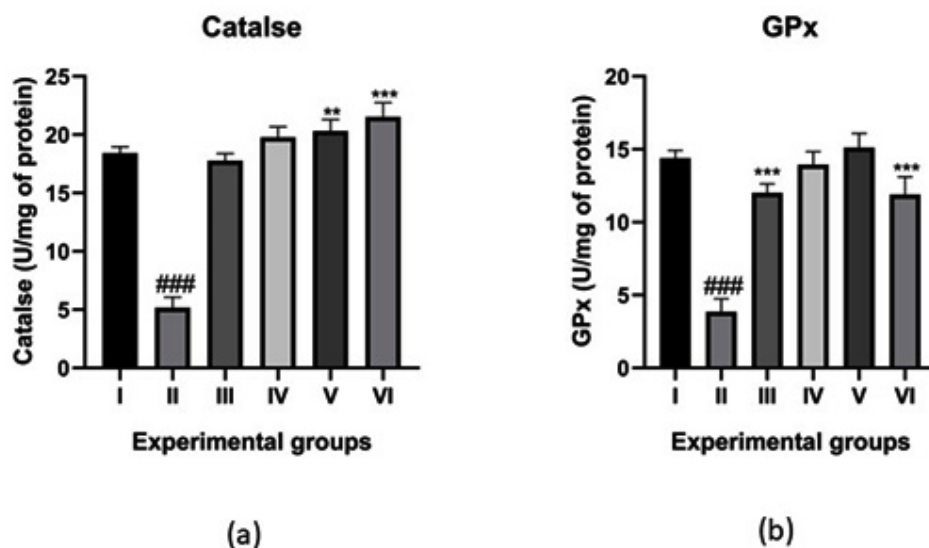 Catalse
Catalse (U/mg of protein)
25
20
15
10
5
0
###
**
***
I II III IV V VI
Experimental groups
(a)
GPx
GPx (U/mg of protein)
20
15
10
5
0
###
***
***
I II III IV V VI
Experimental groups
(b)